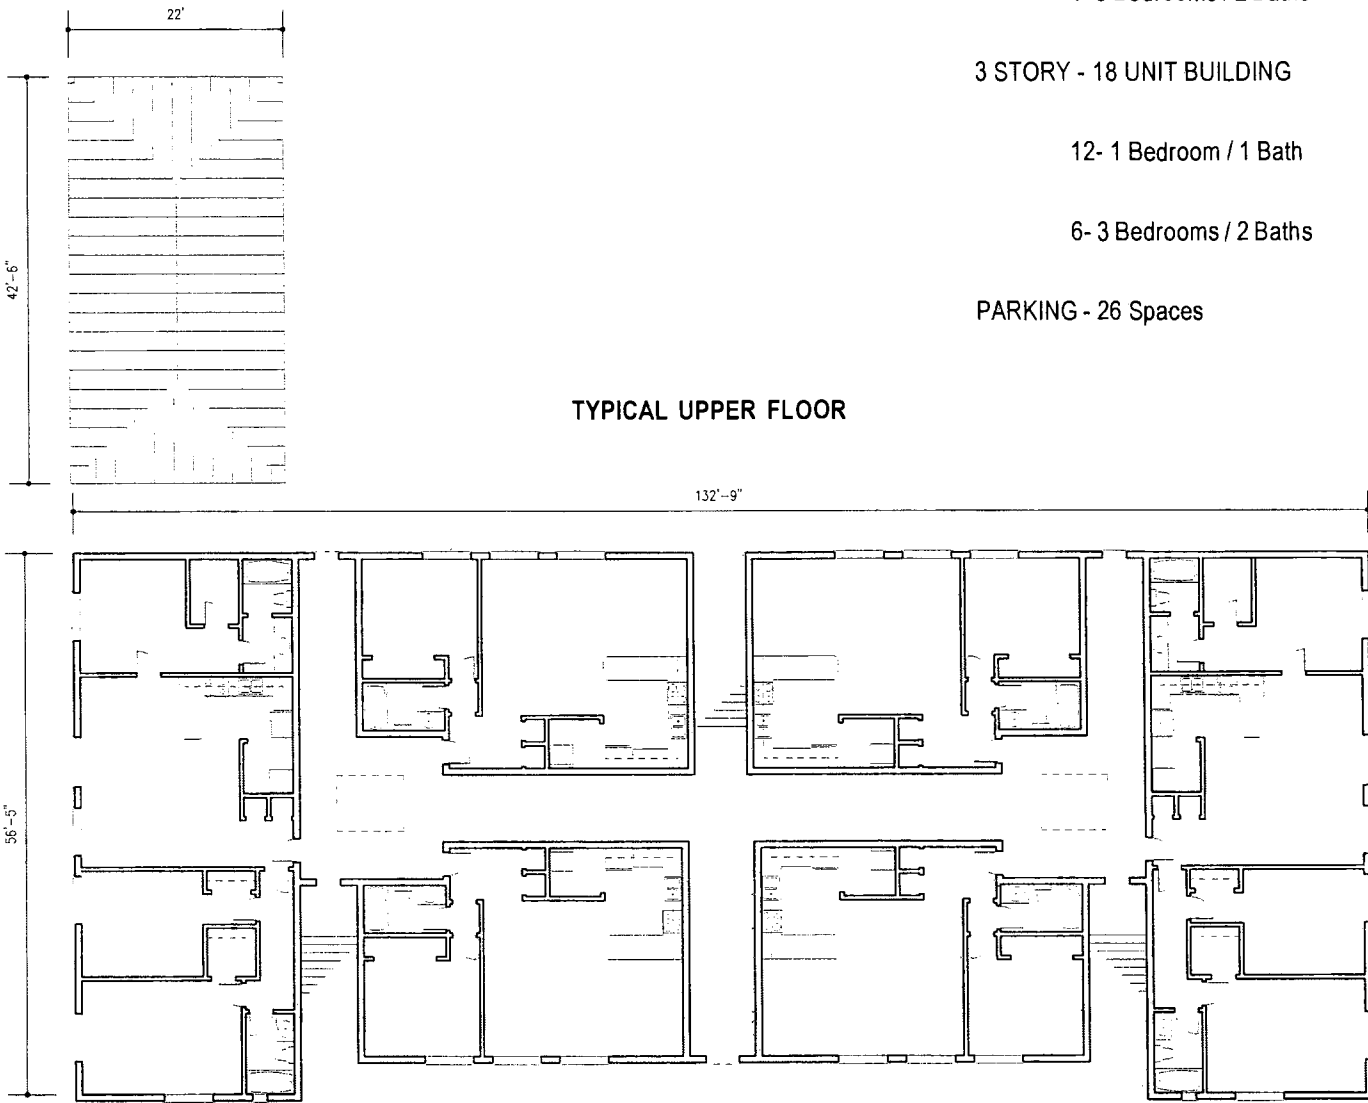 22'
3 STORY - 18 UNIT BUILDING
12- 1 Bedroom / 1 Bath
6- 3 Bedrooms / 2 Baths
PARKING - 26 Spaces
42'-6"
TYPICAL UPPER FLOOR
132'-9"
56'-5"